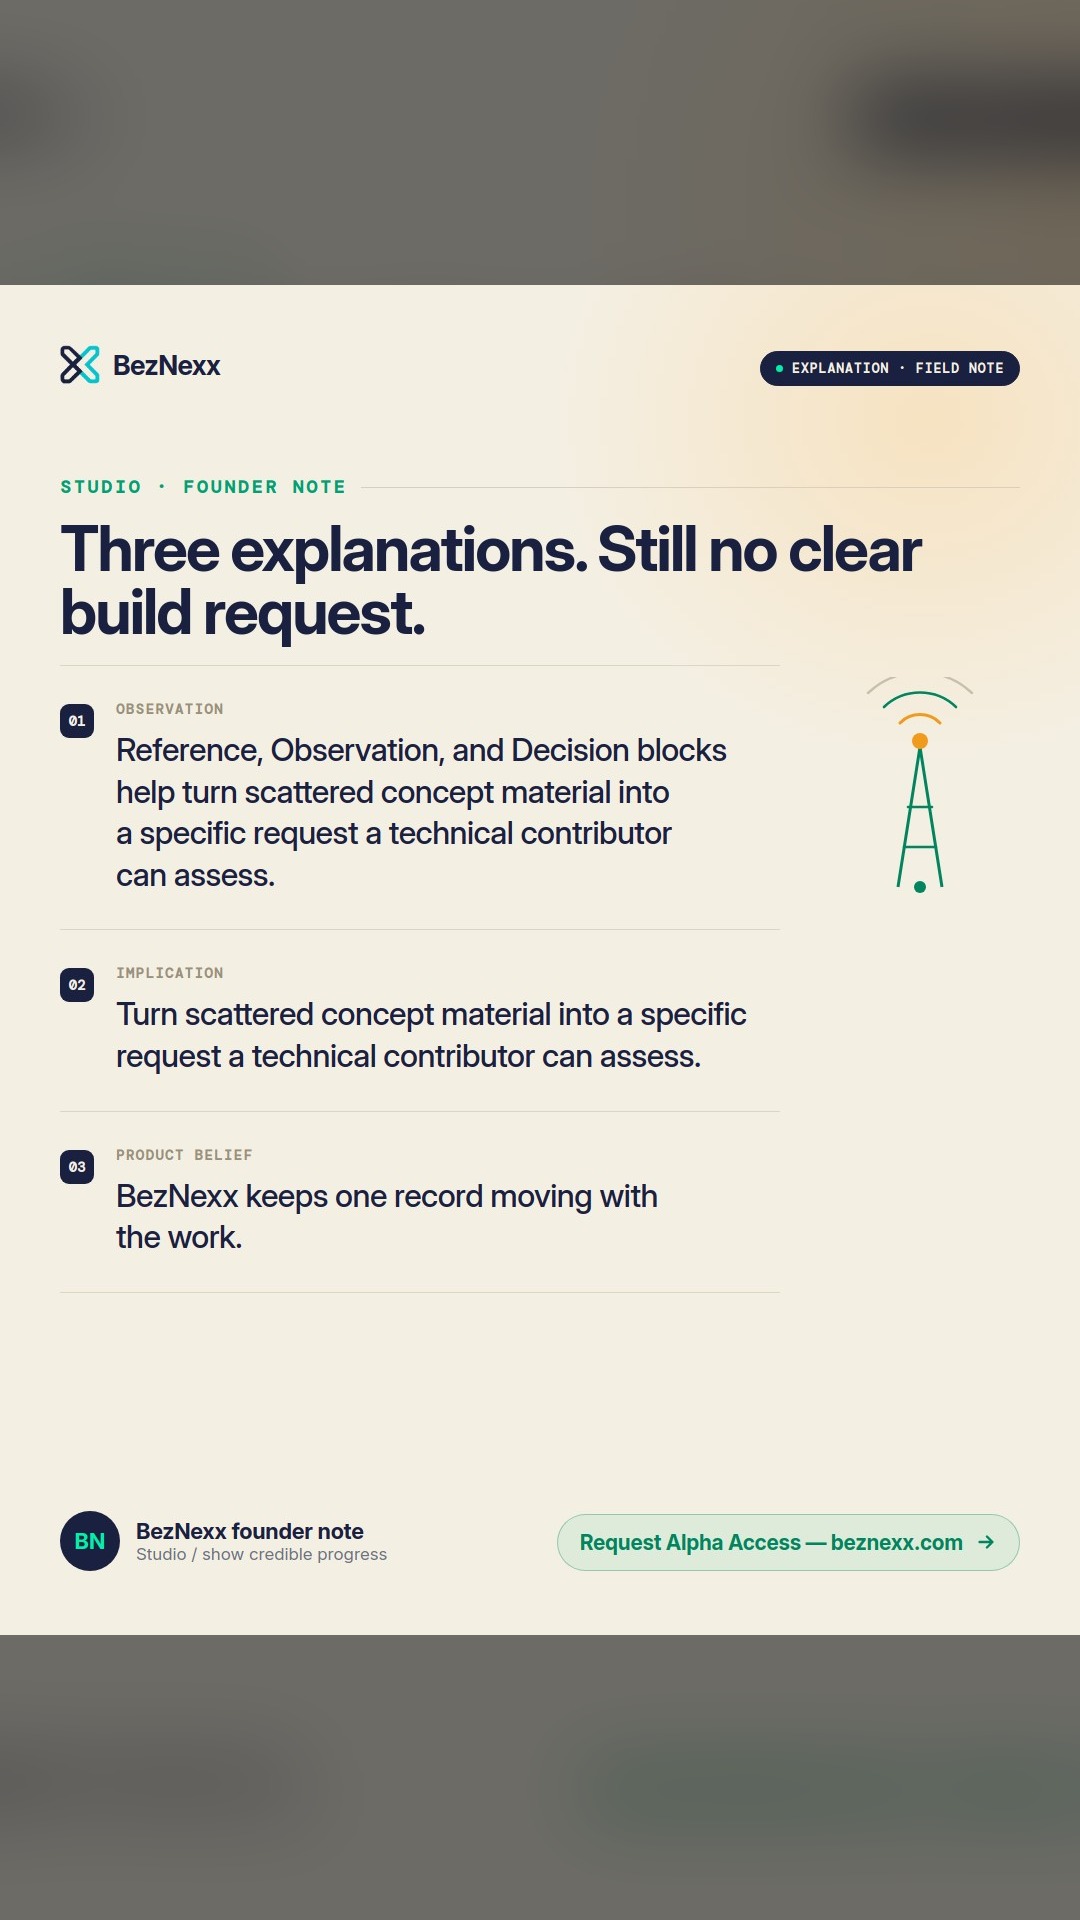 BezNexx
EXPLANATION · FIELD NOTE
STUDIO · FOUNDER NOTE
Three explanations. Still no clear
build request.
01
OBSERVATION
Reference, Observation, and Decision blocks
help turn scattered concept material into
a specific request a technical contributor
can assess.
02
IMPLICATION
Turn scattered concept material into a specific
request a technical contributor can assess.
03
PRODUCT BELIEF
BezNexx keeps one record moving with
the work.
BN
BezNexx founder note
Studio / show credible progress
Request Alpha Access — beznexx.com →